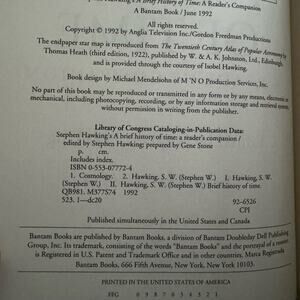 A Brief History of Time: A Reader's Companion
A Bantam Book / June 1992
All rights reserved.
Copyright © 1992 by Anglia Television Inc./Gordon Freedman Productions
The endpaper star map is reproduced from The Twentieth Century Atlas of Popular Astronomy by
Thomas Heath (third edition, 1922), published by W. & A. K. Johnston, Ltd., Edinburgh,
and is provided through the courtesy of Isobel Hawking.
Book design by Michael Mendelsohn of M 'N O Production Services, Inc.
No part of this book may be reproduced or transmitted in any form or by any means, electronic or
mechanical, including photocopying, recording, or by any information storage and retrieval system,
without permission in writing from the publisher.
Library of Congress Cataloging-in-Publication Data:
Stephen Hawking's A brief history of time: a reader's companion /
edited by Stephen Hawking; prepared by Gene Stone
p. cm.
Includes index.
ISBN 0-553-07772-4
1. Cosmology. 2. Hawking, S. W. (Stephen W.) I. Hawking, S. W.
(Stephen W.) II. Hawking, S. W. (Stephen W.) Brief history of time.
QB981. M377S74 1992
523. 1—dc20 92-6526
CPI
Published simultaneously in the United States and Canada
Bantam Books are published by Bantam Books, a division of Bantam Doubleday Dell Publishing
Group, Inc. Its trademark, consisting of the words "Bantam Books" and the portrayal of a rooster,
is Registered in U.S. Patent and Trademark Office and in other countries. Marca Registrada.
Bantam Books, 666 Fifth Avenue, New York, New York 10103.
PRINTED IN THE UNITED STATES OF AMERICA
FFG 0 9 8 7 6 5 4 3 2 1